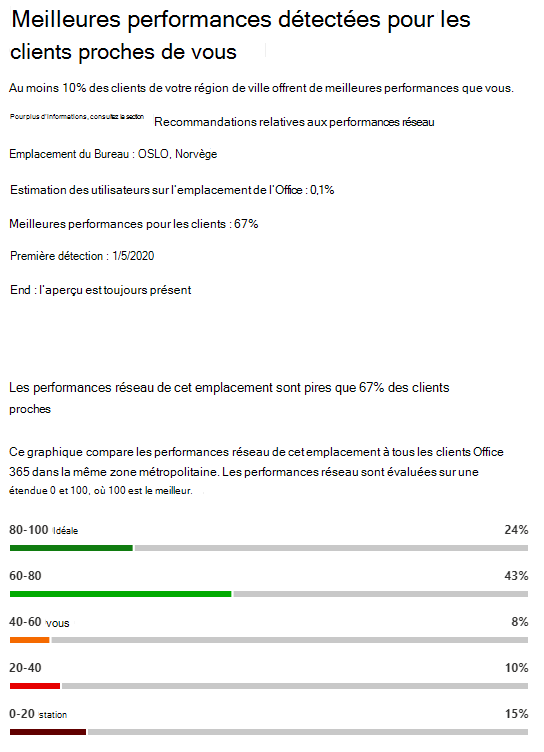 Meilleures performances détectées pour les
clients proches de vous
Au moins 10% des clients de votre région de ville offrent de meilleures performances que vous.
Pour plus d'informations, consultez la section Recommandations relatives aux performances réseau
Emplacement du Bureau : OSLO, Norvège
Estimation des utilisateurs sur l'emplacement de l'Office : 0,1%
Meilleures performances pour les clients : 67%
Première détection : 1/5/2020
End : l'aperçu est toujours présent
Les performances réseau de cet emplacement sont pires que 67% des clients
proches
Ce graphique compare les performances réseau de cet emplacement à tous les clients Office
365 dans la même zone métropolitaine. Les performances réseau sont évaluées sur une
étendue 0 et 100, où 100 est le meilleur.
80-100 Idéale 24%
60-80 43%
40-60 vous 8%
20-40 10%
0-20 station 15%